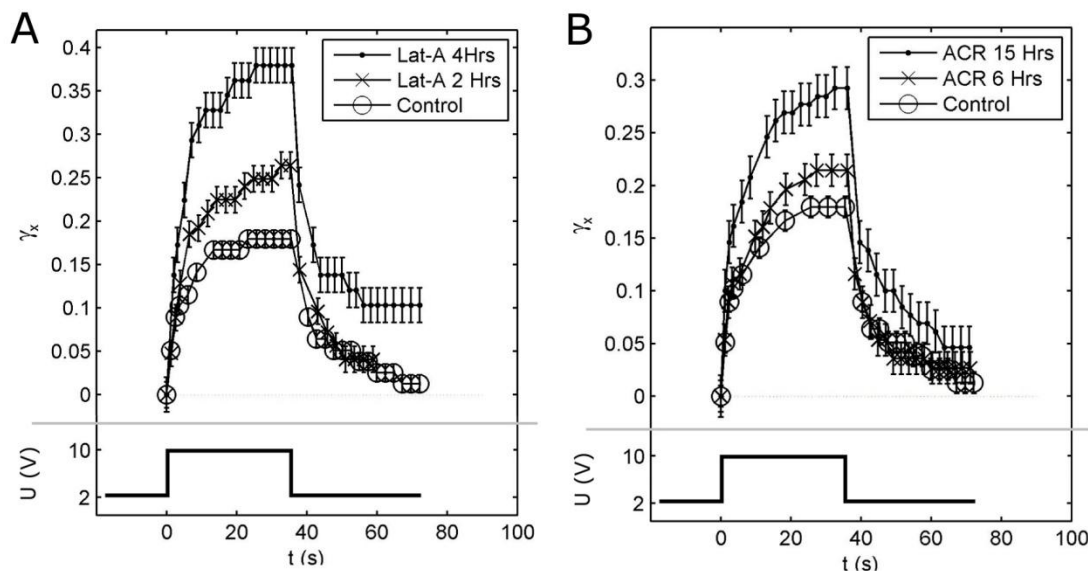 A
Lat-A 4Hrs
Lat-A 2 Hrs
Control
0.4
0.35
0.3
0.25
0.2
0.15
0.1
0.05
0
γx
10
2
U (V)
0 20 40 60 80 100
t (s)
B
ACR 15 Hrs
ACR 6 Hrs
Control
0.3
0.25
0.2
0.15
0.1
0.05
0
γx
10
2
U (V)
0 20 40 60 80 100
t (s)